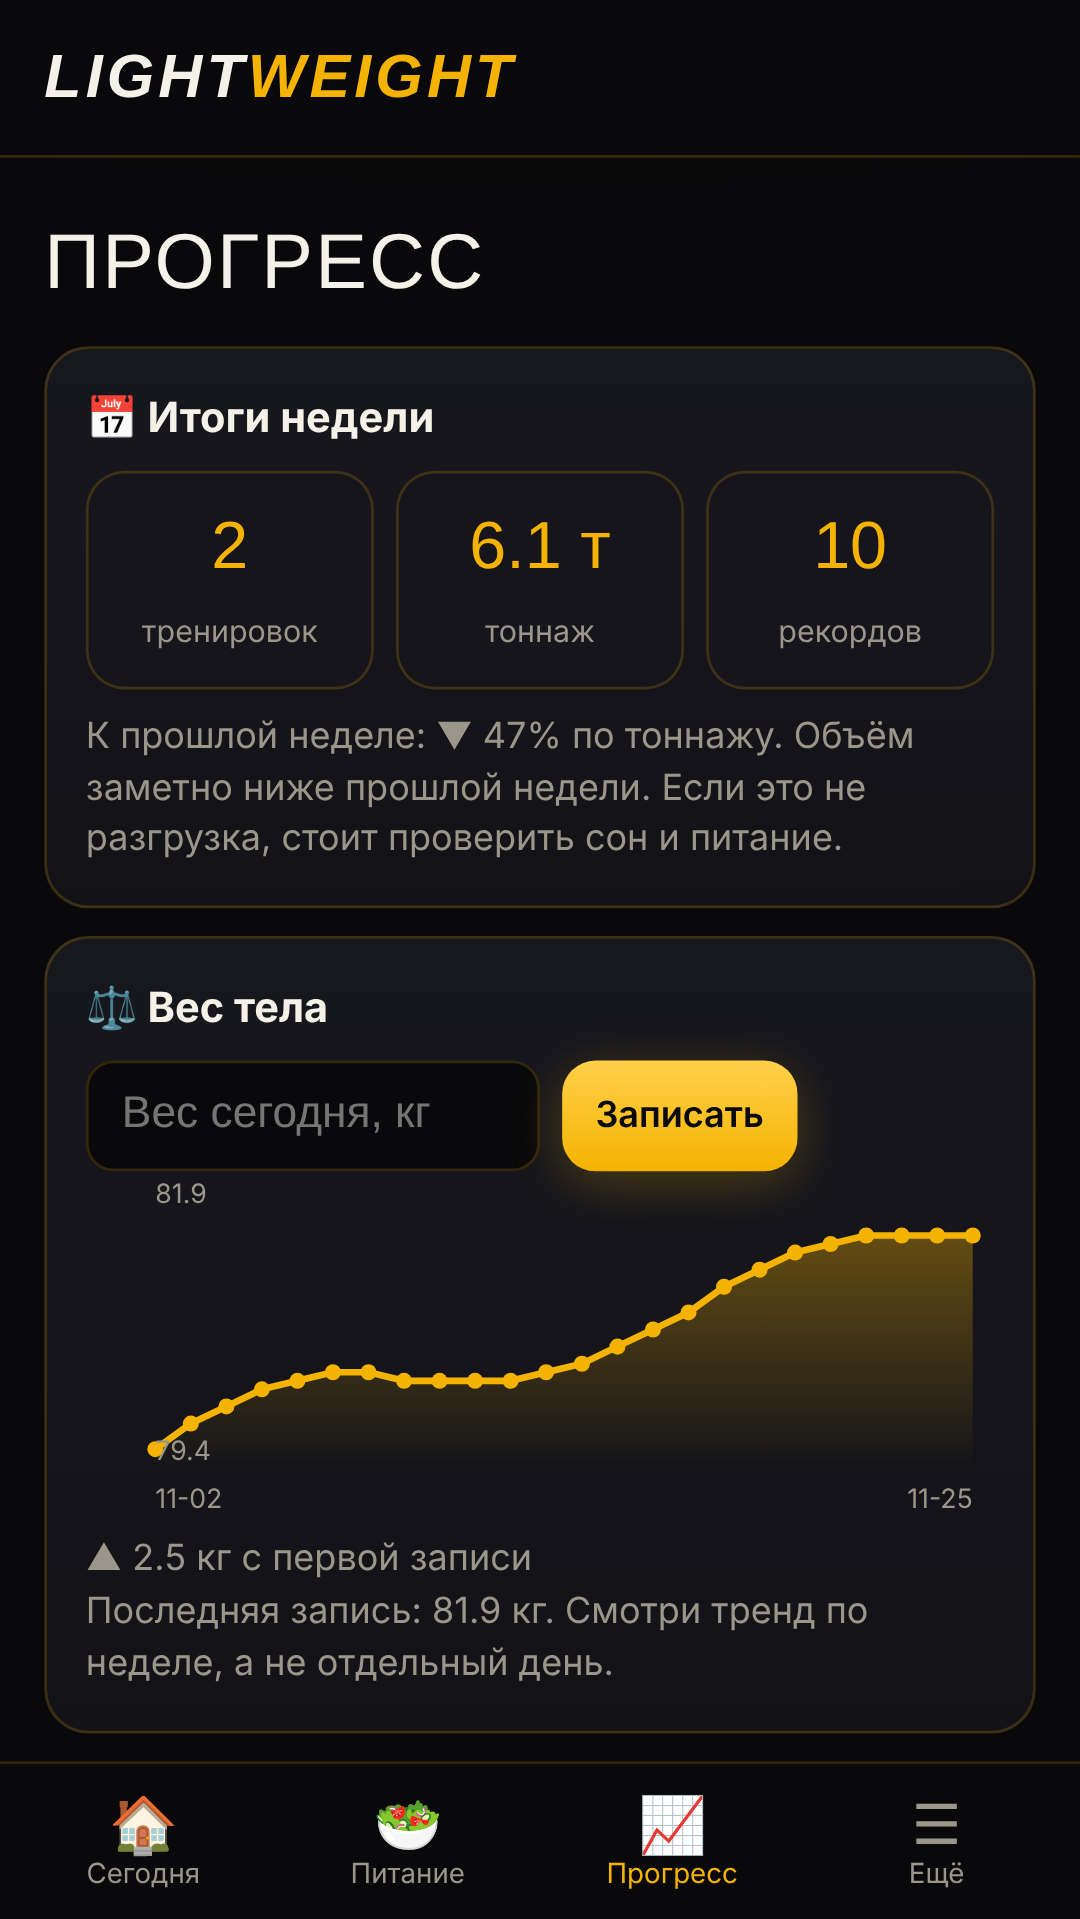 LIGHTWEIGHT
ПРОГРЕСС
July 17 Итоги недели
2
тренировок
6.1 т
тоннаж
10
рекордов
К прошлой неделе: ▼ 47% по тоннажу. Объём
заметно ниже прошлой недели. Если это не
разгрузка, стоит проверить сон и питание.
Вес тела
Вес сегодня, кг
Записать
81.9
79.4
11-02
11-25
▲ 2.5 кг с первой записи
Последняя запись: 81.9 кг. Смотри тренд по
неделе, а не отдельный день.
Сегодня
Питание
Прогресс
Ещё